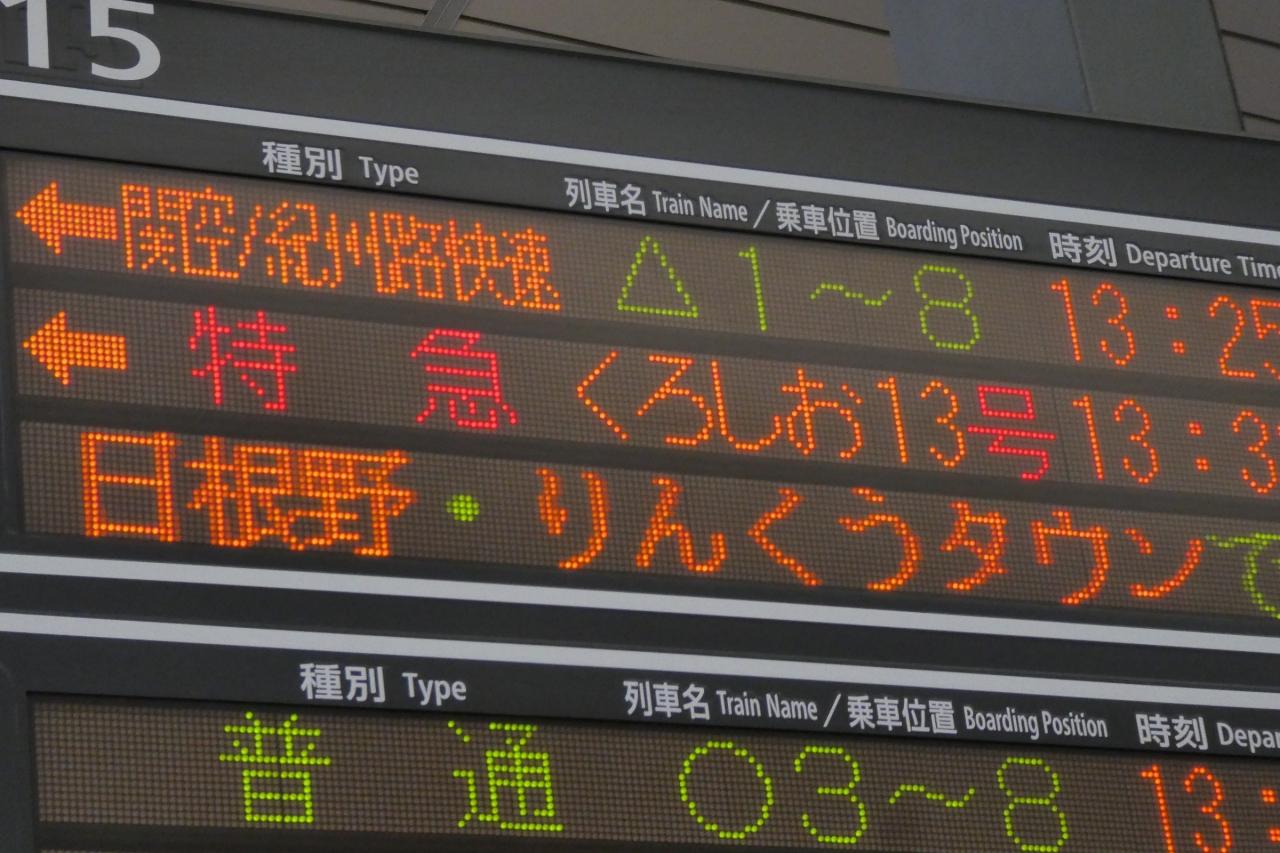 15
種別 Type 列車名 Train Name / 乗車位置 Boarding Position 時刻 Departure Time
← 関空/紀州路快速 △ 1～8 13:25
← 特 急 くろしお13号 13:3
日根野・りんくうタウンで
種別 Type 列車名 Train Name / 乗車位置 Boarding Position 時刻 Depar
普 通 ○ 3～8 13: